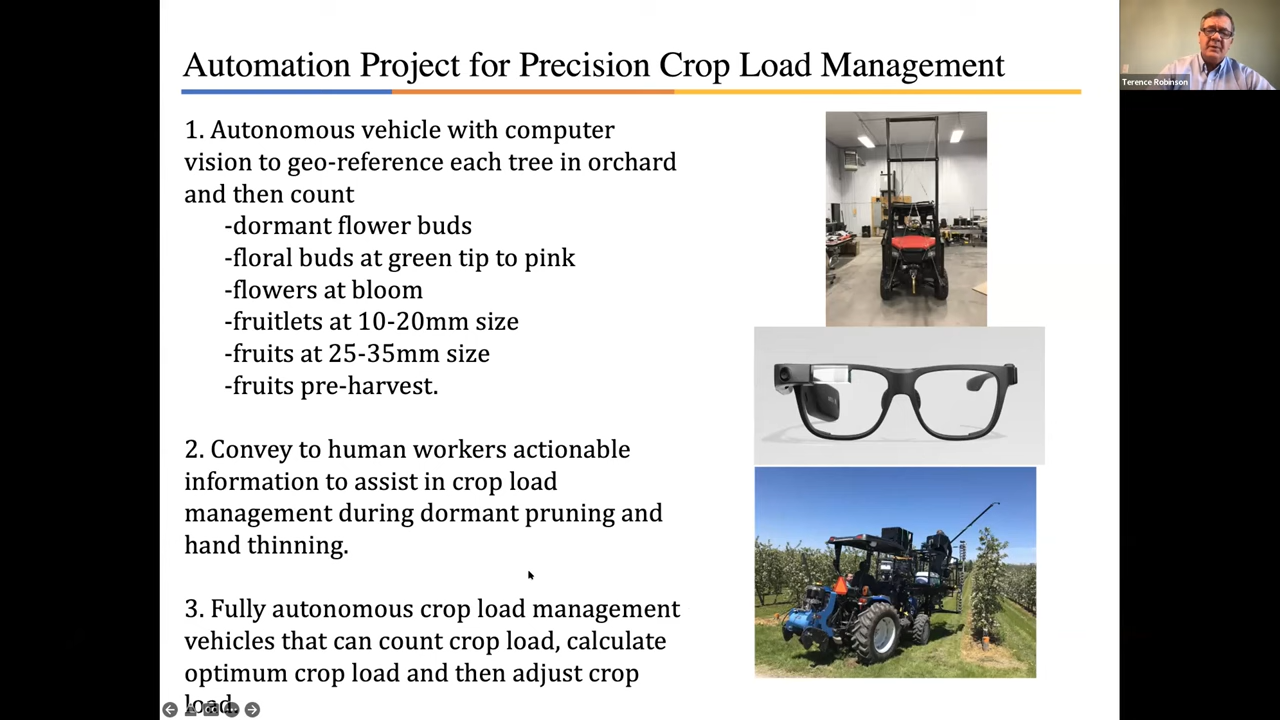 Automation Project for Precision Crop Load Management
Terence Robinson
1. Autonomous vehicle with computer
vision to geo-reference each tree in orchard
and then count
-dormant flower buds
-floral buds at green tip to pink
-flowers at bloom
-fruitlets at 10-20mm size
-fruits at 25-35mm size
-fruits pre-harvest.
2. Convey to human workers actionable
information to assist in crop load
management during dormant pruning and
hand thinning.
3. Fully autonomous crop load management
vehicles that can count crop load, calculate
optimum crop load and then adjust crop
load.